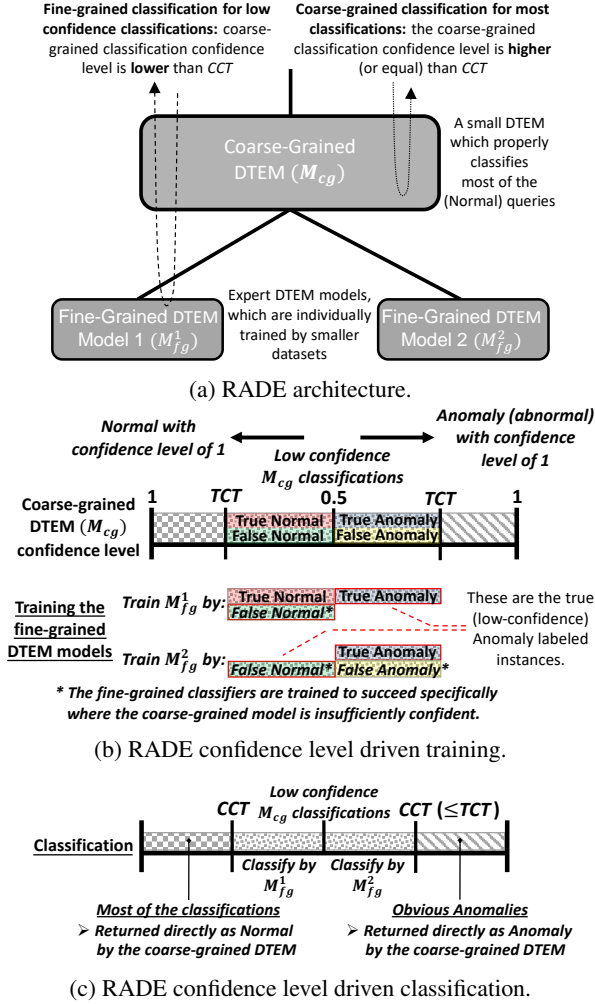 Fine-grained classification for low
confidence classifications: coarse-
grained classification confidence
level is lower than CCT
Coarse-grained classification for most
classifications: the coarse-grained
classification confidence level is higher
(or equal) than CCT
Coarse-Grained
DTEM (M_cg)
A small DTEM
which properly
classifies
most of the
(Normal) queries
Fine-Grained DTEM
Model 1 (M¹_fg)
Expert DTEM models,
which are individually
trained by smaller
datasets
Fine-Grained DTEM
Model 2 (M²_fg)
(a) RADE architecture.
Normal with
confidence level of 1
Anomaly (abnormal)
with confidence
level of 1
Low confidence
M_cg classifications
Coarse-grained
DTEM (M_cg)
confidence level
1 TCT 0.5 TCT 1
True Normal True Anomaly
False Normal False Anomaly
Training the
fine-grained
DTEM models
Train M¹_fg by: True Normal True Anomaly
False Normal*
Train M²_fg by: True Anomaly
False Normal* False Anomaly*
These are the true
(low-confidence)
Anomaly labeled
instances.
* The fine-grained classifiers are trained to succeed specifically
where the coarse-grained model is insufficiently confident.
(b) RADE confidence level driven training.
Low confidence
CCT M_cg classifications CCT (≤TCT)
Classification
Classify by
M¹_fg
Classify by
M²_fg
Most of the classifications
➢ Returned directly as Normal
by the coarse-grained DTEM
Obvious Anomalies
➢ Returned directly as Anomaly
by the coarse-grained DTEM
(c) RADE confidence level driven classification.